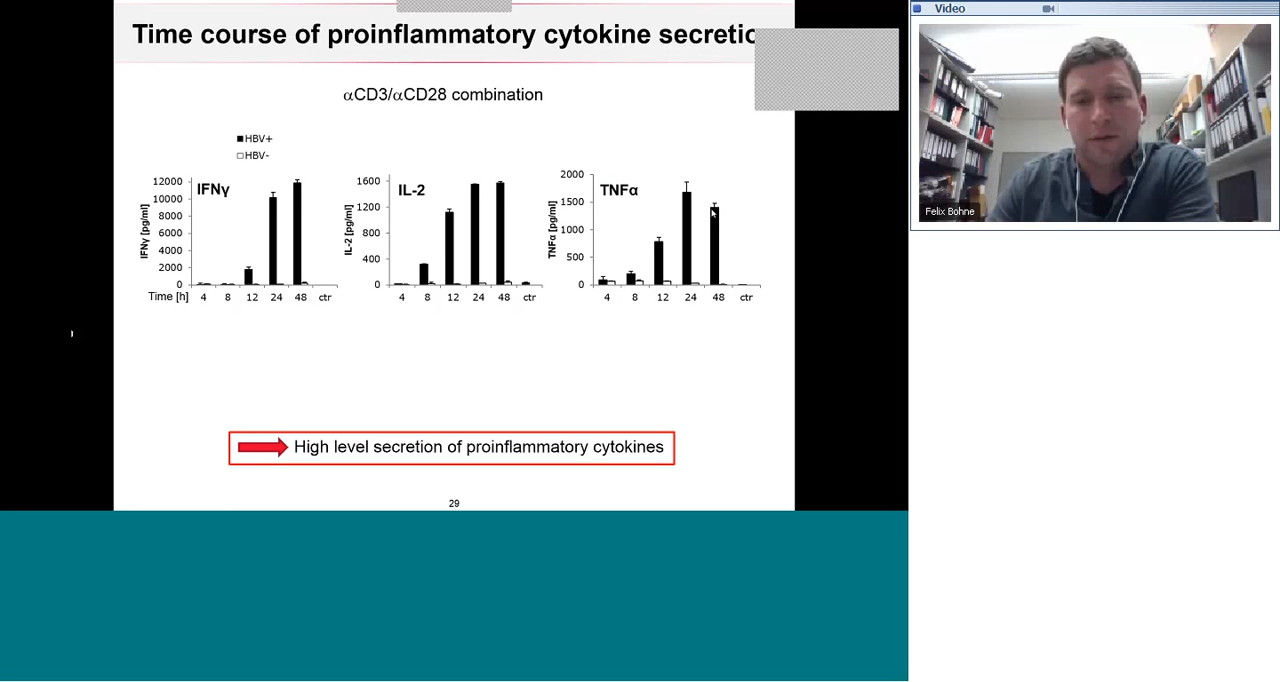 Time course of proinflammatory cytokine secretio
αCD3/αCD28 combination
HBV+
HBV-
IFNγ
IFNγ [pg/ml]
12000
10000
8000
6000
4000
2000
0
Time [h] 4 8 12 24 48 ctr
IL-2
IL-2 [pg/ml]
1600
1200
800
400
0
4 8 12 24 48 ctr
TNFα
TNFα [pg/ml]
2000
1500
1000
500
0
4 8 12 24 48 ctr
High level secretion of proinflammatory cytokines
29
Video
Felix Bohne